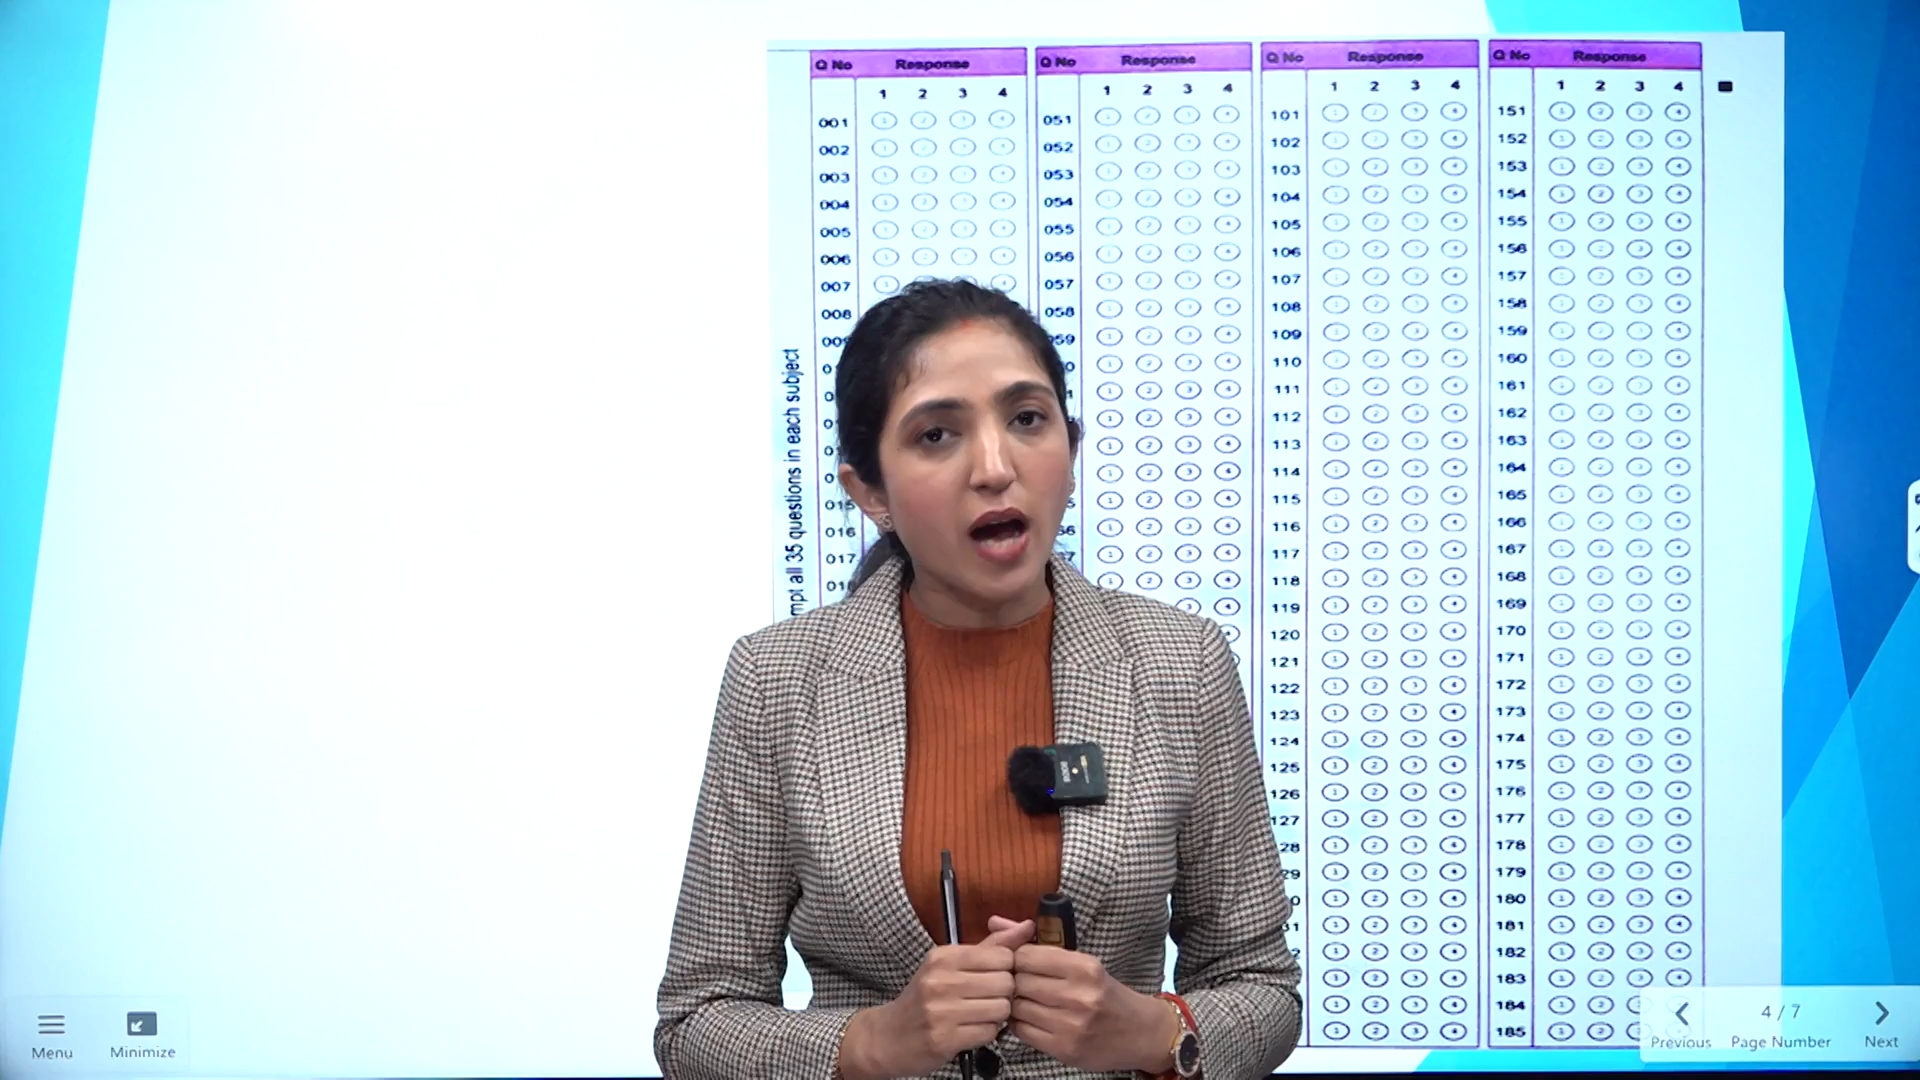 Q No Response Q No Response Q No Response Q No Response
1 2 3 4 1 2 3 4 1 2 3 4 1 2 3 4
001 051 101 151
002 052 102 152
003 053 103 153
004 054 104 154
005 055 105 155
006 056 106 156
007 057 107 157
008 058 108 158
109 159
110 160
111 161
112 162
113 163
114 164
015 115 165
016 116 166
017 117 167
118 168
119 169
120 170
121 171
122 172
123 173
124 174
125 175
126 176
177
178
179
180
181
182
183
184
185
all 35 questions in each subject
Menu
Minimize
4 / 7
Previous Page Number Next